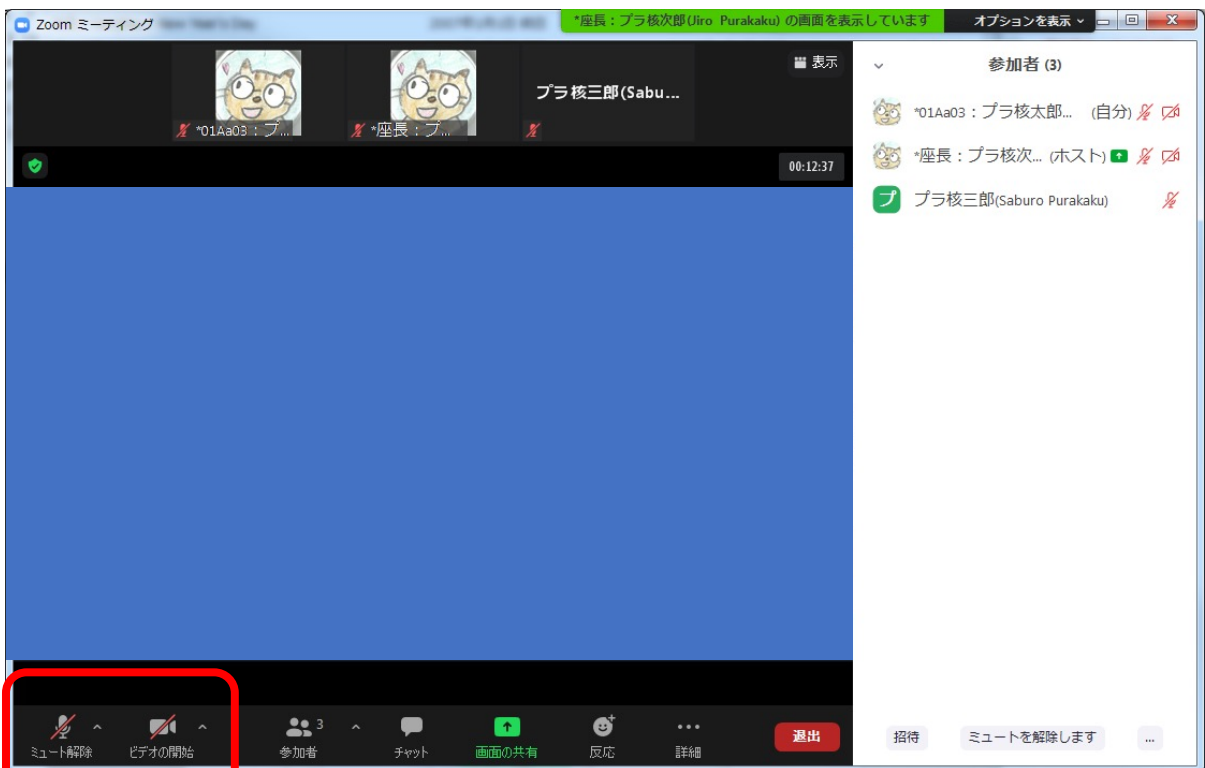 Zoom ミーティング
*座長：プラ核次郎(Jiro Purakaku) の画面を表示しています
オプションを表示
表示
*01Aa03：プ...
*座長：プ...
プラ核三郎(Sabu...
00:12:37
参加者 (3)
*01Aa03：プラ核太郎... (自分)
*座長：プラ核次... (ホスト)
プ プラ核三郎(Saburo Purakaku)
ミュート解除
ビデオの開始
3
参加者
チャット
画面の共有
反応
詳細
退出
招待
ミュートを解除します
...